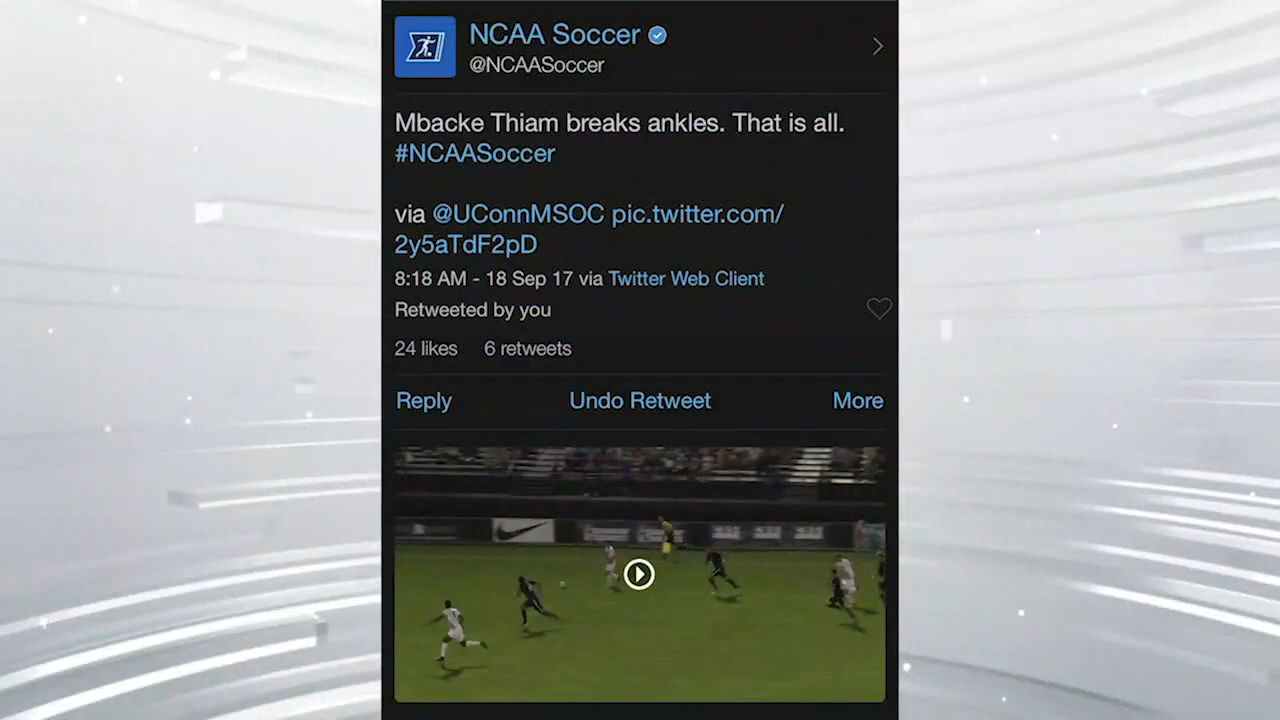 NCAA Soccer
@NCAASoccer
Mbacke Thiam breaks ankles. That is all.
#NCAASoccer
via @UConnMSOC pic.twitter.com/
2y5aTdF2pD
8:18 AM - 18 Sep 17 via Twitter Web Client
Retweeted by you
24 likes 6 retweets
Reply Undo Retweet More